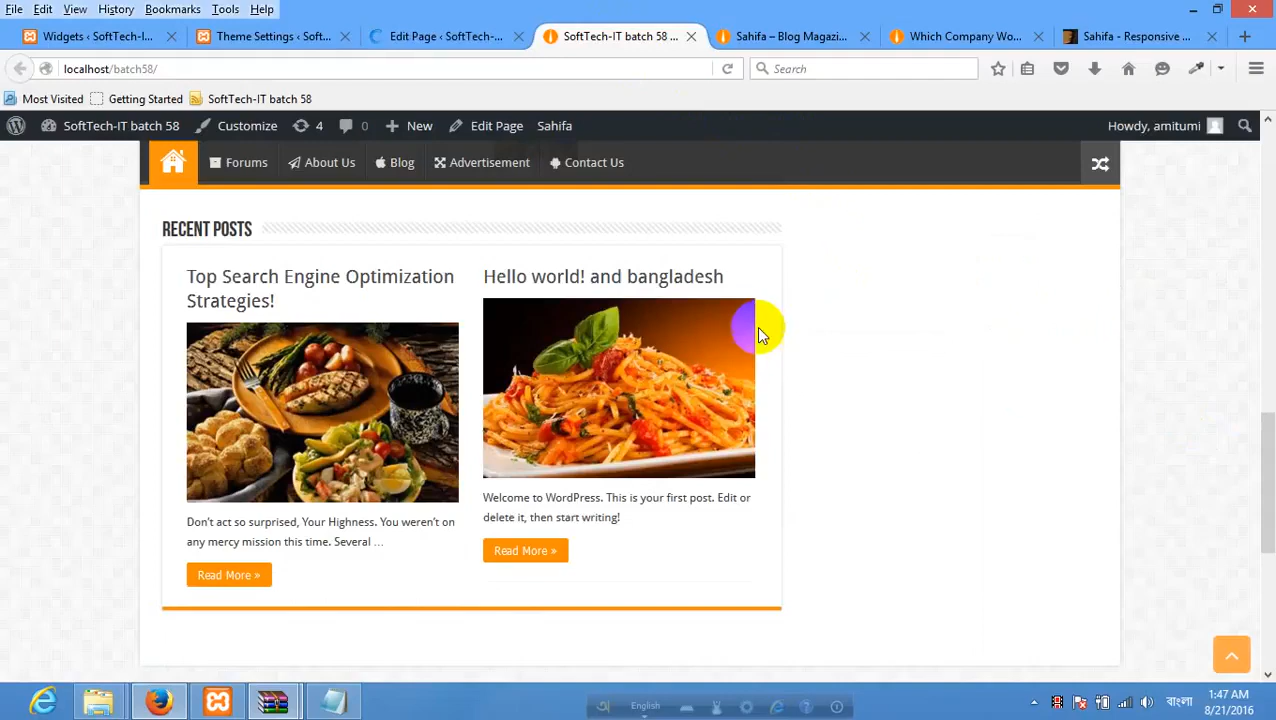 File Edit View History Bookmarks Tools Help
Widgets ‹ SoftTech-I... Theme Settings ‹ Soft... Edit Page ‹ SoftTech-... SoftTech-IT batch 58 ... Sahifa – Blog Magazi... Which Company Wo... Sahifa - Responsive ...
localhost/batch58/ Search
Most Visited Getting Started SoftTech-IT batch 58
SoftTech-IT batch 58 Customize 4 0 New Edit Page Sahifa Howdy, amitumi
Forums About Us Blog Advertisement Contact Us
RECENT POSTS
Top Search Engine Optimization
Strategies!
Don't act so surprised, Your Highness. You weren't on
any mercy mission this time. Several …
Read More »
Hello world! and bangladesh
Welcome to WordPress. This is your first post. Edit or
delete it, then start writing!
Read More »
English
বাংলা
1:47 AM
8/21/2016